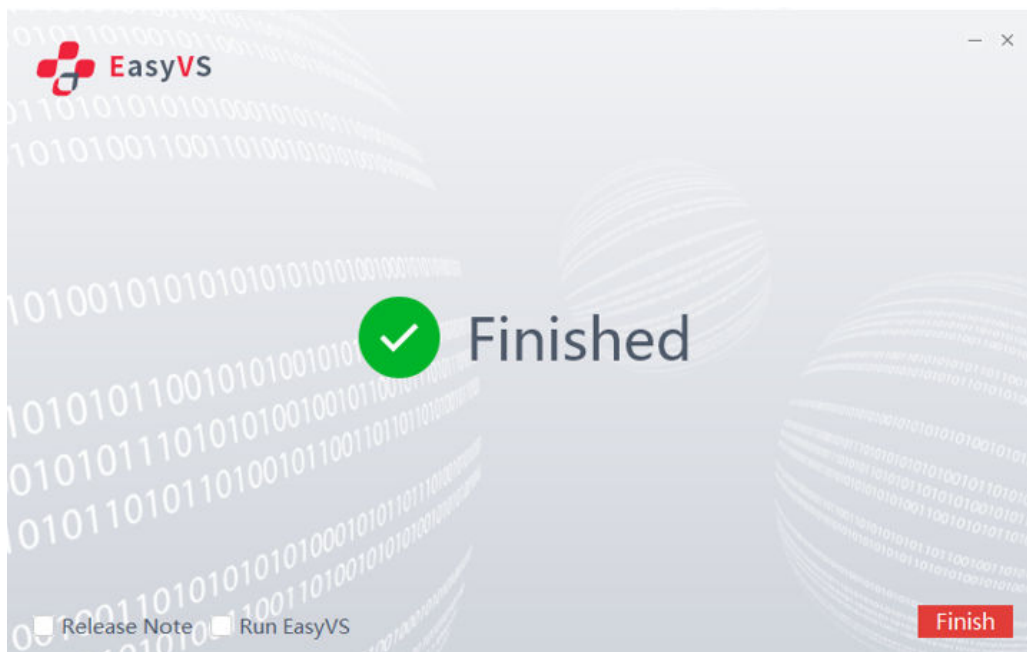 EasyVS
Finished
Release Note
Run EasyVS
Finish